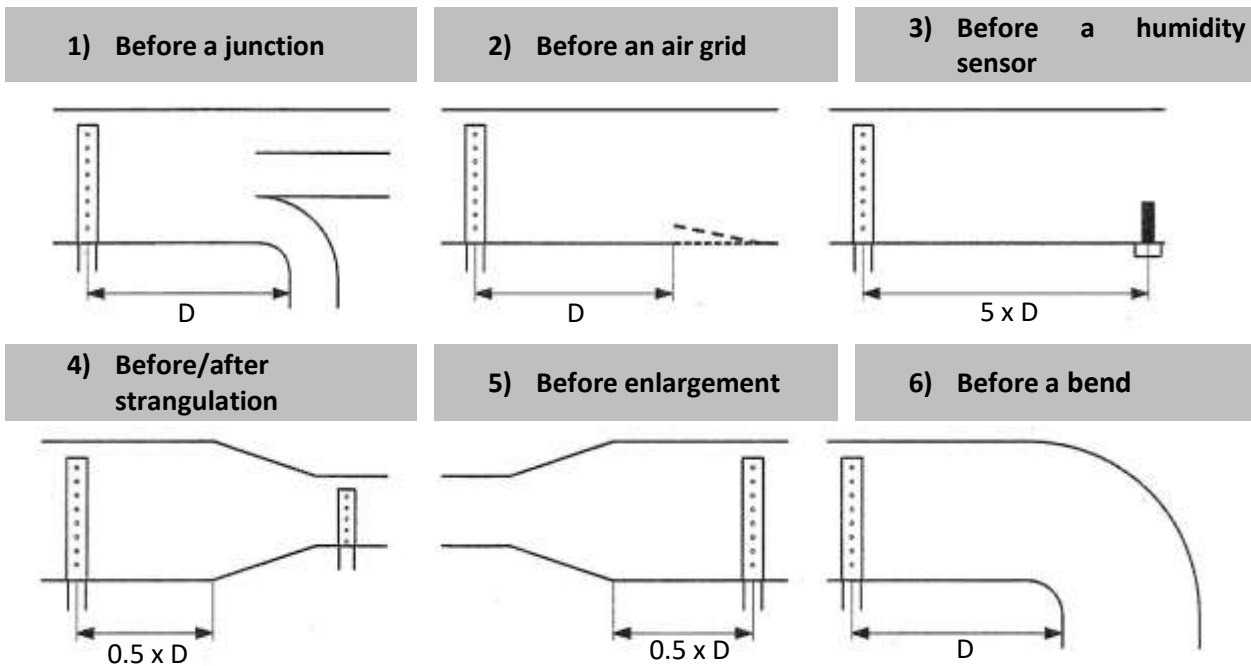 1) Before a junction
2) Before an air grid
3) Before a humidity
sensor
D
D
5 x D
4) Before/after
strangulation
5) Before enlargement
6) Before a bend
0.5 x D
0.5 x D
D